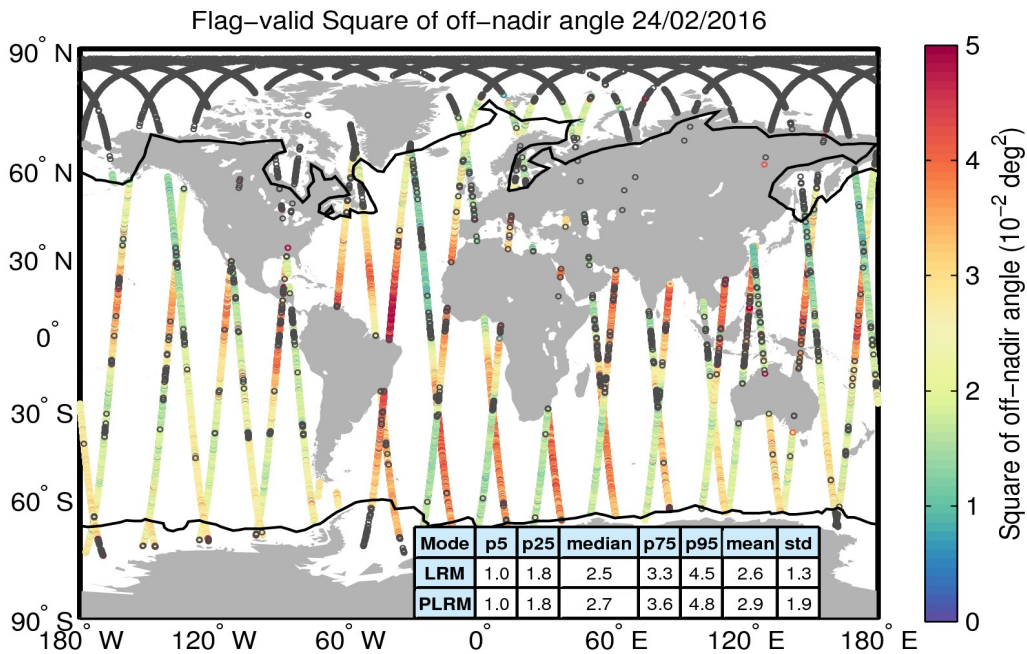 Flag−valid Square of off−nadir angle 24/02/2016
90° N
60° N
30° N
0°
30° S
60° S
90° S
180° W
120° W
60° W
0°
60° E
120° E
180° E
Mode p5 p25 median p75 p95 mean std
LRM 1.0 1.8 2.5 3.3 4.5 2.6 1.3
PLRM 1.0 1.8 2.7 3.6 4.8 2.9 1.9
5
4
3
2
1
0
Square of off−nadir angle (10⁻² deg²)